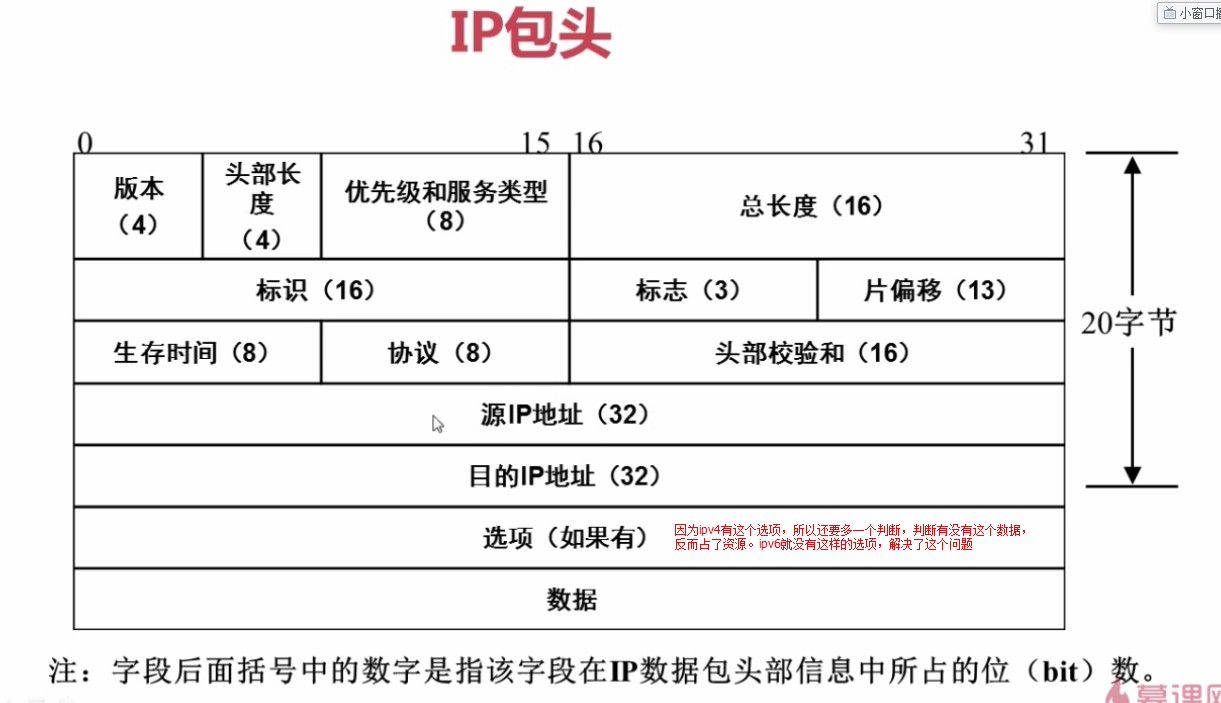 小窗口播
IP包头
0 15 16 31
版本
（4）
头部长
度
（4）
优先级和服务类型
（8）
总长度（16）
标识（16）
标志（3）
片偏移（13）
20字节
生存时间（8）
协议（8）
头部校验和（16）
源IP地址（32）
目的IP地址（32）
选项（如果有）
因为ipv4有这个选项，所以还要多一个判断，判断有没有这个数据，
反而占了资源。ipv6就没有这样的选项，解决了这个问题
数据
注：字段后面括号中的数字是指该字段在IP数据包头部信息中所占的位（bit）数。
慕课网